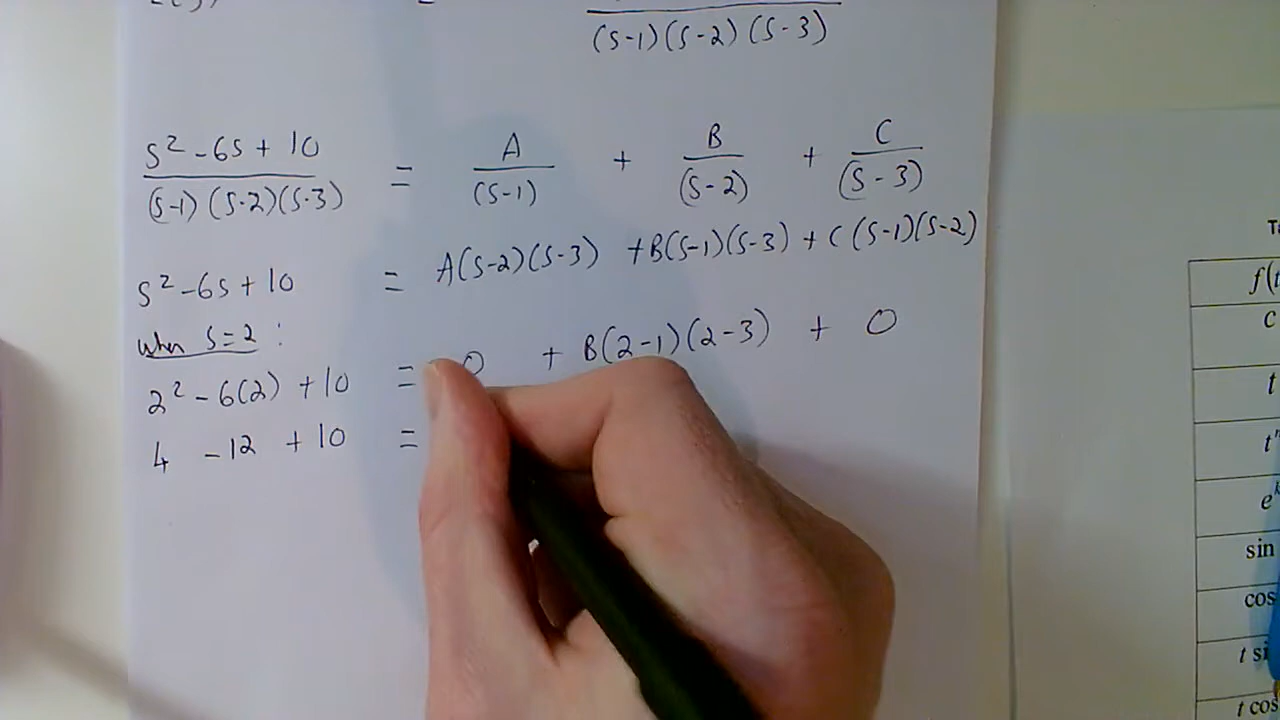 (s-1)(s-2)(s-3)
s² - 6s + 10 / (s-1)(s-2)(s-3) = A / (s-1) + B / (s-2) + C / (s-3)
s² - 6s + 10 = A(s-2)(s-3) + B(s-1)(s-3) + C(s-1)(s-2)
when s=2 :
2² - 6(2) + 10 = 0 + B(2-1)(2-3) + 0
4 - 12 + 10 =
f(t
c
t
tⁿ
eᵏ
sin
cos
t si
t cos